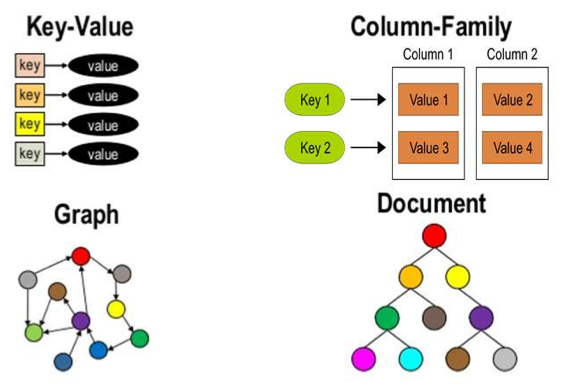 Key-Value
key value
key value
key value
key value
Column-Family
Column 1 Column 2
Key 1 Value 1 Value 2
Key 2 Value 3 Value 4
Graph
Document